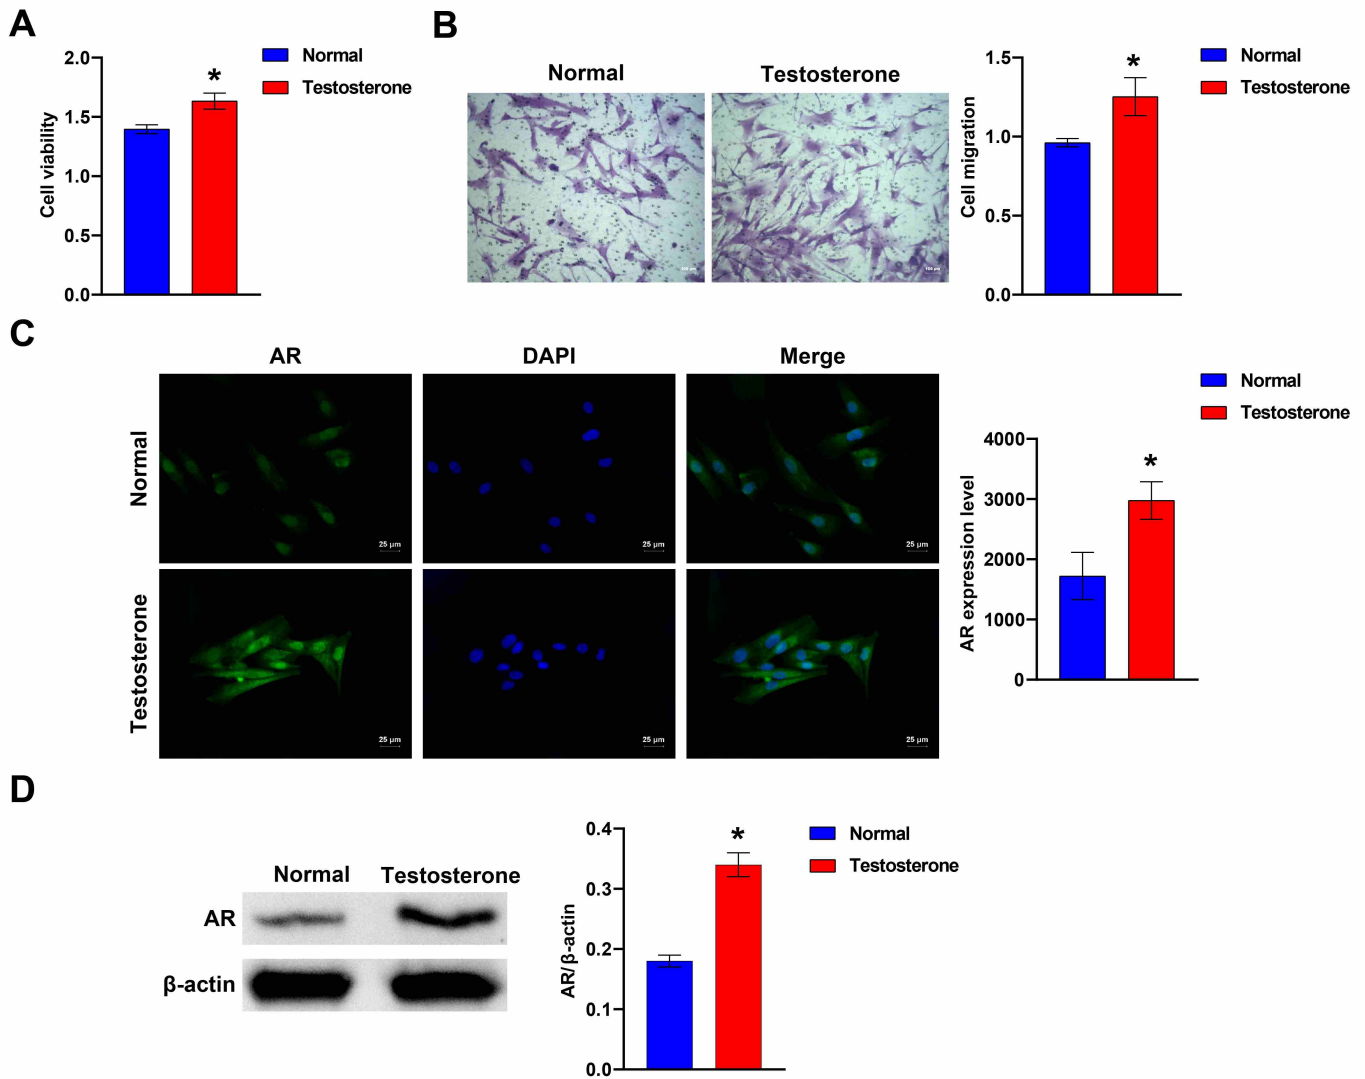 A
2.0
1.5
1.0
0.5
0.0
Cell viability
*
Normal
Testosterone
B
Normal
Testosterone
100 μm
1.5
1.0
0.5
0.0
Cell migration
*
Normal
Testosterone
C
AR
DAPI
Merge
Normal
25 μm
25 μm
25 μm
Testosterone
25 μm
25 μm
25 μm
Normal
Testosterone
4000
3000
2000
1000
0
AR expression level
*
D
Normal
Testosterone
AR
β-actin
0.4
0.3
0.2
0.1
0.0
AR/β-actin
*
Normal
Testosterone